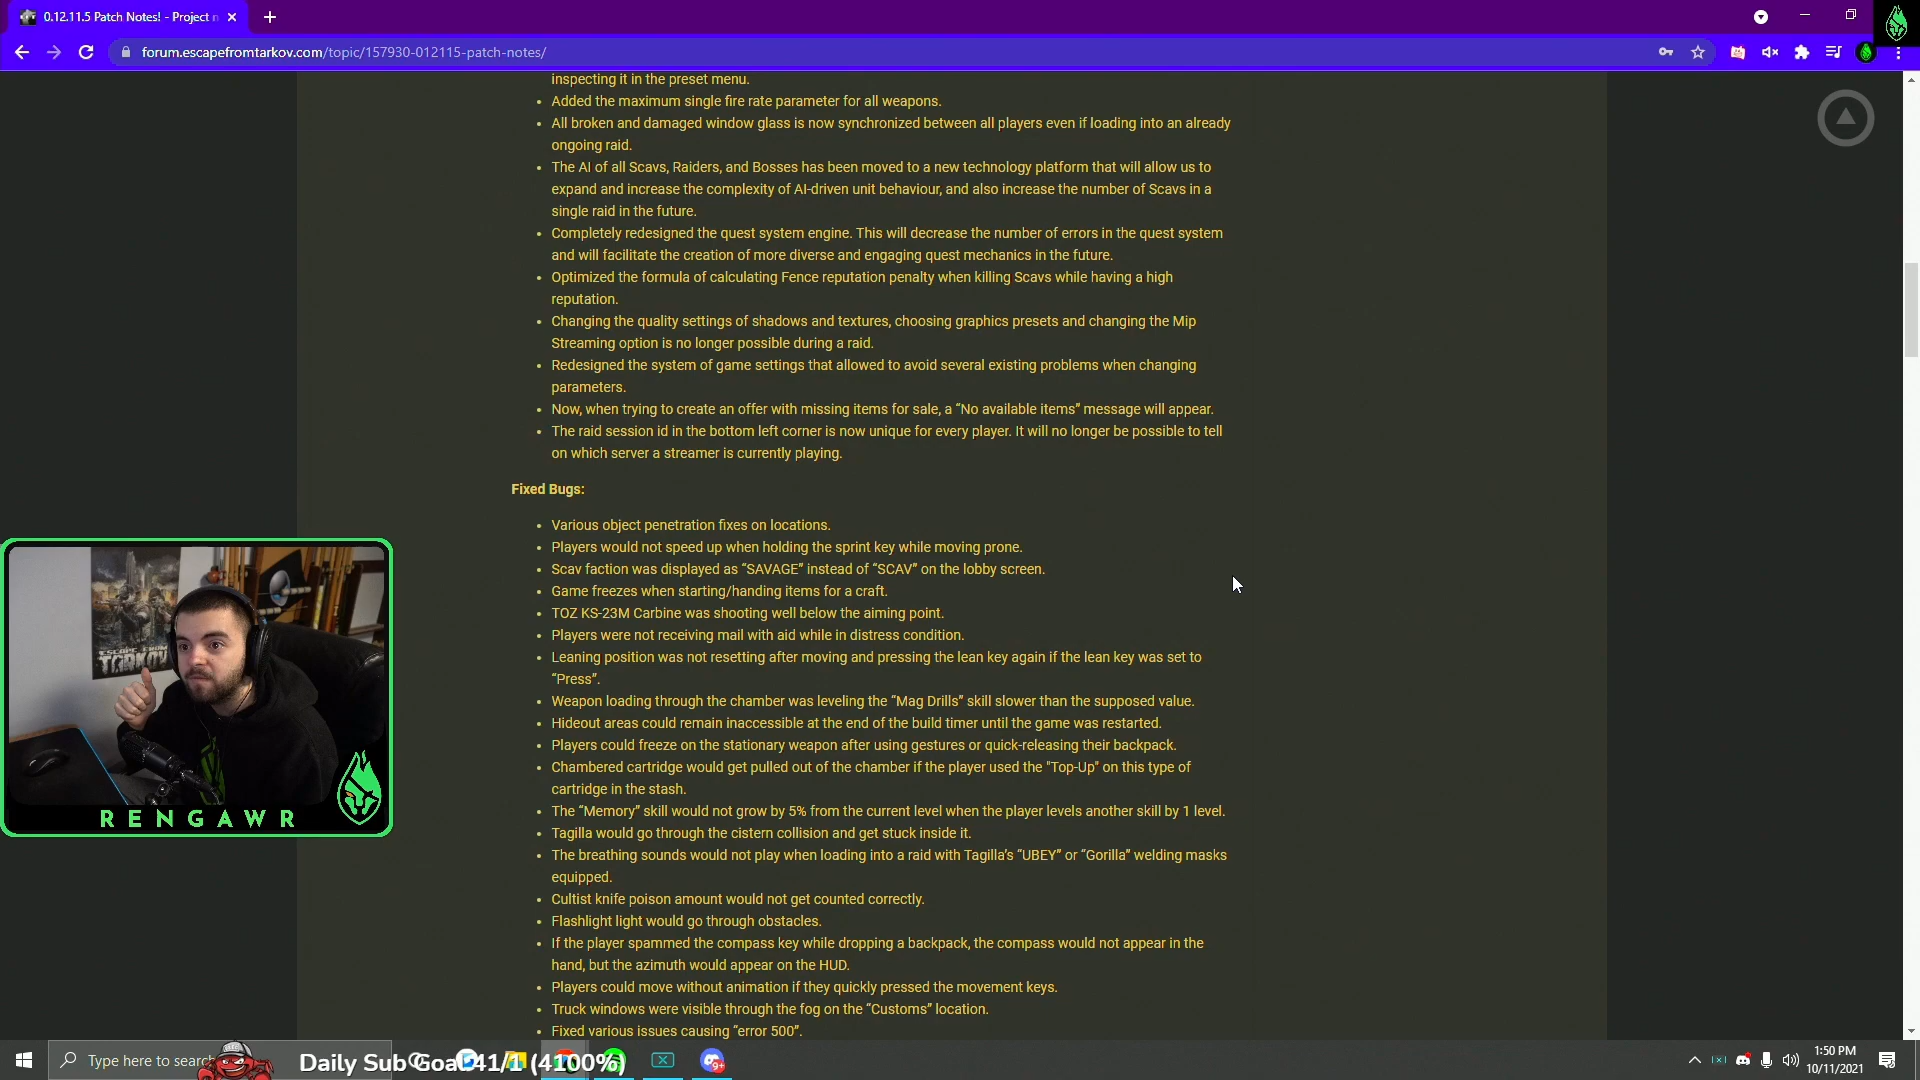 0.12.11.5 Patch Notes! - Project
forum.escapefromtarkov.com/topic/157930-012115-patch-notes/
inspecting it in the preset menu.
• Added the maximum single fire rate parameter for all weapons.
• All broken and damaged window glass is now synchronized between all players even if loading into an already
ongoing raid.
• The AI of all Scavs, Raiders, and Bosses has been moved to a new technology platform that will allow us to
expand and increase the complexity of AI-driven unit behaviour, and also increase the number of Scavs in a
single raid in the future.
• Completely redesigned the quest system engine. This will decrease the number of errors in the quest system
and will facilitate the creation of more diverse and engaging quest mechanics in the future.
• Optimized the formula of calculating Fence reputation penalty when killing Scavs while having a high
reputation.
• Changing the quality settings of shadows and textures, choosing graphics presets and changing the Mip
Streaming option is no longer possible during a raid.
• Redesigned the system of game settings that allowed to avoid several existing problems when changing
parameters.
• Now, when trying to create an offer with missing items for sale, a “No available items” message will appear.
• The raid session id in the bottom left corner is now unique for every player. It will no longer be possible to tell
on which server a streamer is currently playing.
Fixed Bugs:
• Various object penetration fixes on locations.
• Players would not speed up when holding the sprint key while moving prone.
• Scav faction was displayed as “SAVAGE” instead of “SCAV” on the lobby screen.
• Game freezes when starting/handing items for a craft.
• TOZ KS-23M Carbine was shooting well below the aiming point.
• Players were not receiving mail with aid while in distress condition.
• Leaning position was not resetting after moving and pressing the lean key again if the lean key was set to
“Press”.
• Weapon loading through the chamber was leveling the “Mag Drills” skill slower than the supposed value.
• Hideout areas could remain inaccessible at the end of the build timer until the game was restarted.
• Players could freeze on the stationary weapon after using gestures or quick-releasing their backpack.
• Chambered cartridge would get pulled out of the chamber if the player used the "Top-Up" on this type of
cartridge in the stash.
• The “Memory” skill would not grow by 5% from the current level when the player levels another skill by 1 level.
• Tagilla would go through the cistern collision and get stuck inside it.
• The breathing sounds would not play when loading into a raid with Tagilla’s “UBEY” or “Gorilla” welding masks
equipped.
• Cultist knife poison amount would not get counted correctly.
• Flashlight light would go through obstacles.
• If the player spammed the compass key while dropping a backpack, the compass would not appear in the
hand, but the azimuth would appear on the HUD.
• Players could move without animation if they quickly pressed the movement keys.
• Truck windows were visible through the fog on the “Customs” location.
• Fixed various issues causing “error 500”.
ESCAPE FROM
TARKOV
RENGAWR
Type here to search
Daily Sub Goal 41/1 (4100%)
9+
1:50 PM
10/11/2021